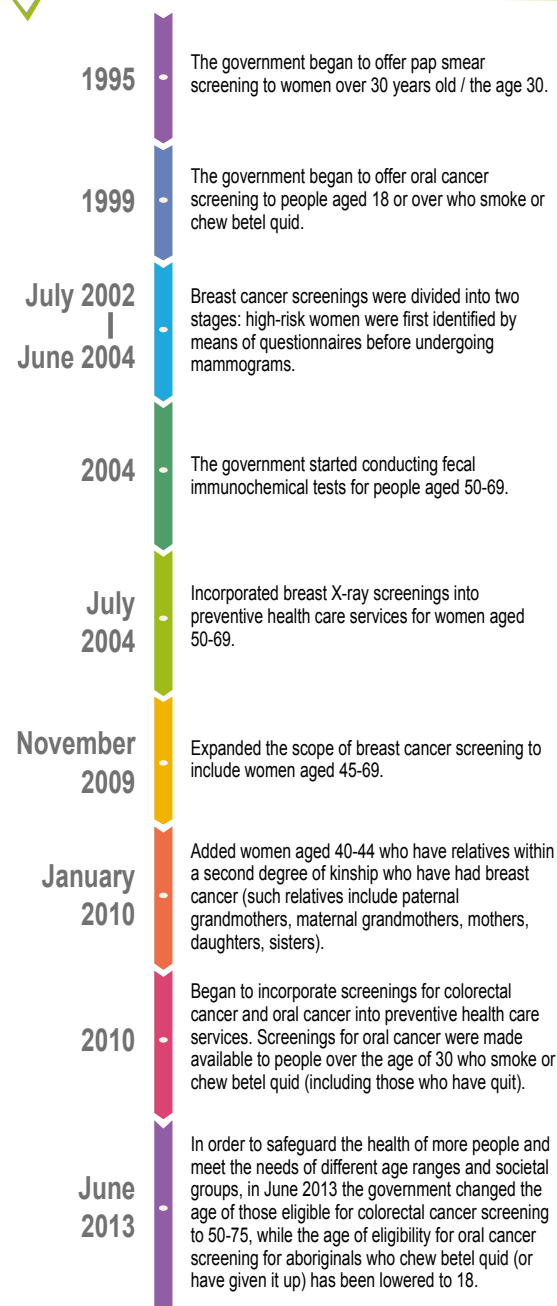 1995
The government began to offer pap smear
screening to women over 30 years old / the age 30.
1999
The government began to offer oral cancer
screening to people aged 18 or over who smoke or
chew betel quid.
July 2002
|
June 2004
Breast cancer screenings were divided into two
stages: high-risk women were first identified by
means of questionnaires before undergoing
mammograms.
2004
The government started conducting fecal
immunochemical tests for people aged 50-69.
July
2004
Incorporated breast X-ray screenings into
preventive health care services for women aged
50-69.
November
2009
Expanded the scope of breast cancer screening to
include women aged 45-69.
January
2010
Added women aged 40-44 who have relatives within
a second degree of kinship who have had breast
cancer (such relatives include paternal
grandmothers, maternal grandmothers, mothers,
daughters, sisters).
2010
Began to incorporate screenings for colorectal
cancer and oral cancer into preventive health care
services. Screenings for oral cancer were made
available to people over the age of 30 who smoke or
chew betel quid (including those who have quit).
June
2013
In order to safeguard the health of more people and
meet the needs of different age ranges and societal
groups, in June 2013 the government changed the
age of those eligible for colorectal cancer screening
to 50-75, while the age of eligibility for oral cancer
screening for aboriginals who chew betel quid (or
have given it up) has been lowered to 18.